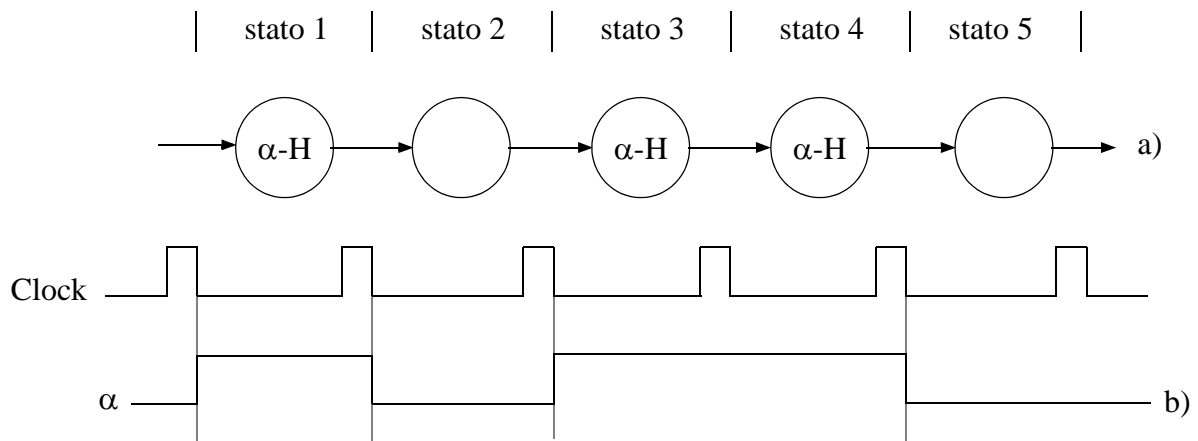 stato 1 stato 2 stato 3 stato 4 stato 5
α-H α-H α-H a)
Clock
α b)